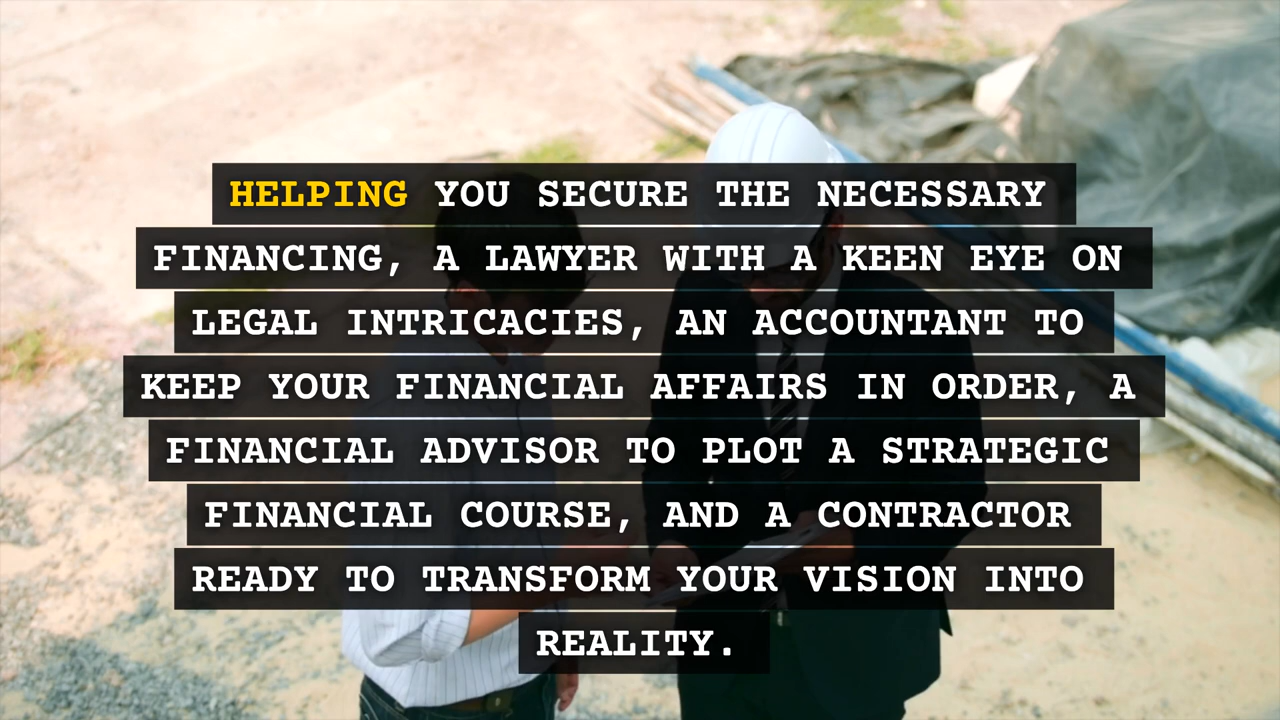 HELPING YOU SECURE THE NECESSARY
FINANCING, A LAWYER WITH A KEEN EYE ON
LEGAL INTRICACIES, AN ACCOUNTANT TO
KEEP YOUR FINANCIAL AFFAIRS IN ORDER, A
FINANCIAL ADVISOR TO PLOT A STRATEGIC
FINANCIAL COURSE, AND A CONTRACTOR
READY TO TRANSFORM YOUR VISION INTO
REALITY.